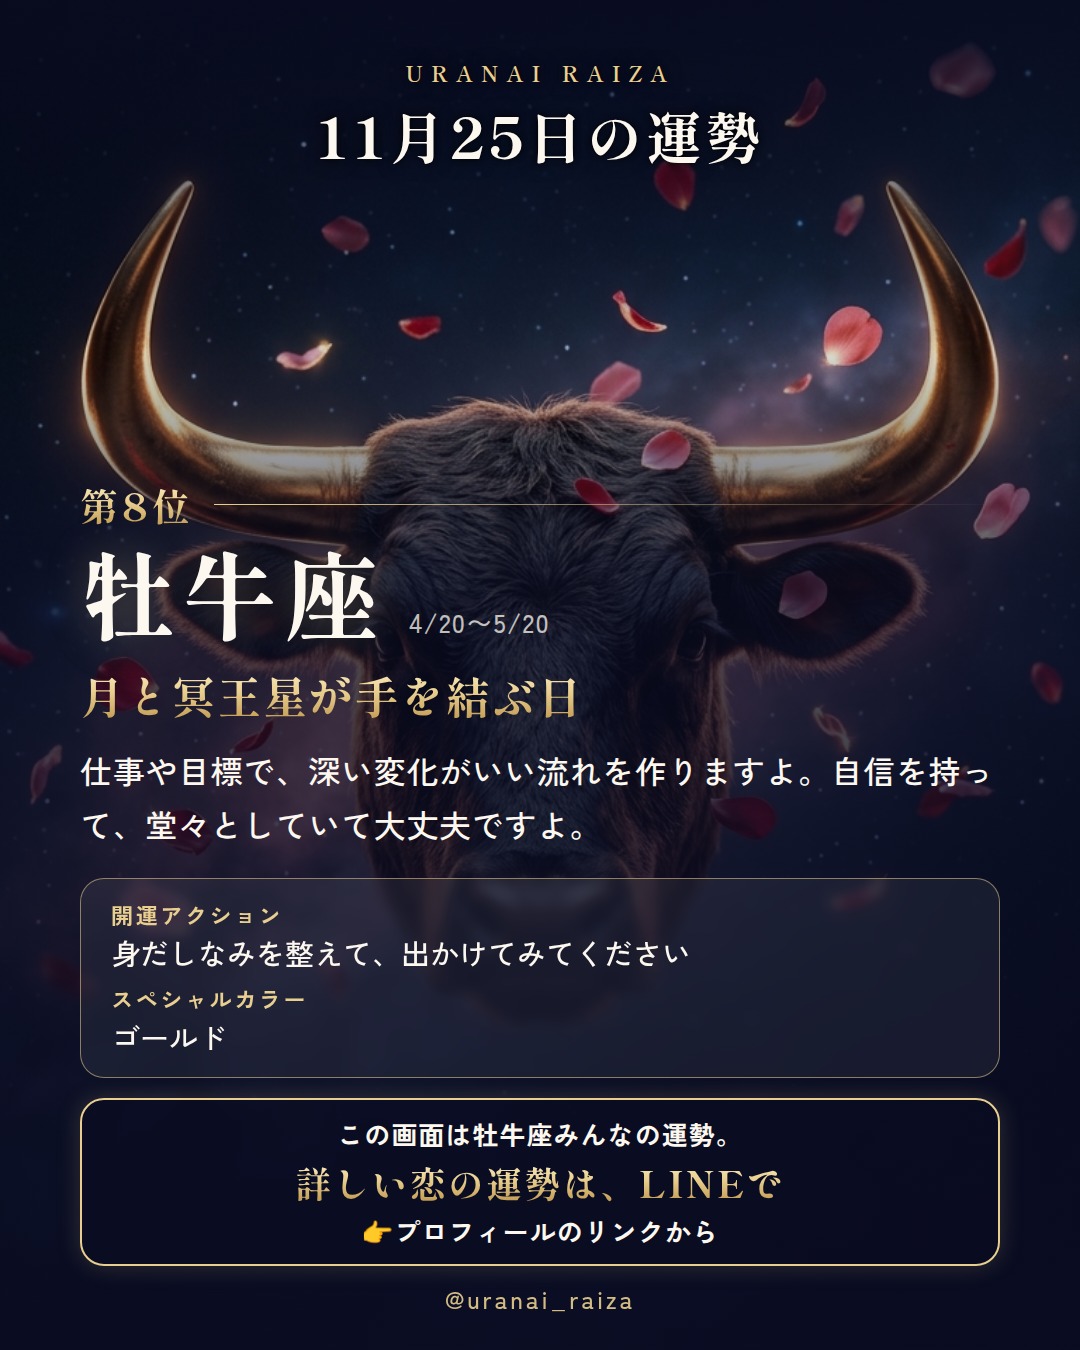 URANAI RAIZA
11月25日の運勢
第8位
牡牛座 4/20〜5/20
月と冥王星が手を結ぶ日
仕事や目標で、深い変化がいい流れを作りますよ。自信を持っ
て、堂々としていて大丈夫ですよ。
開運アクション
身だしなみを整えて、出かけてみてください
スペシャルカラー
ゴールド
この画面は牡牛座みんなの運勢。
詳しい恋の運勢は、LINEで
👉プロフィールのリンクから
@uranai_raiza